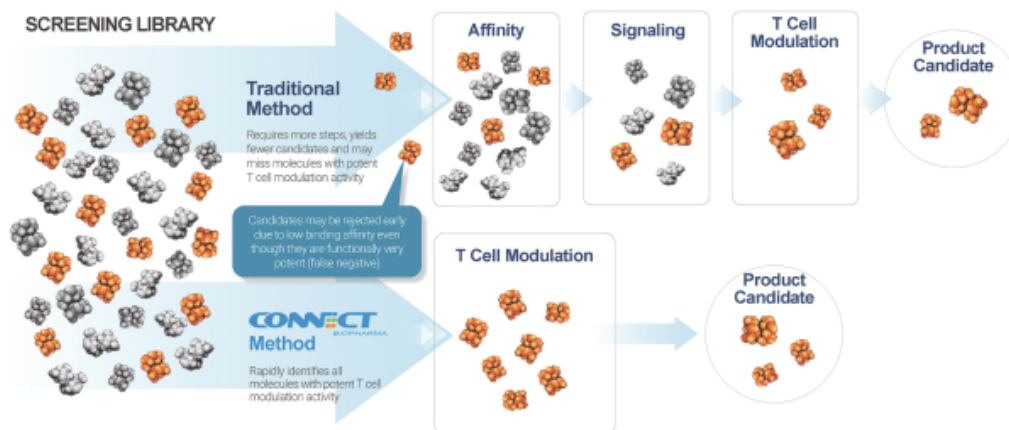 SCREENING LIBRARY
Traditional
Method
Requires more steps, yields
fewer candidates and may
miss molecules with potent
T cell modulation activity
Candidates may be rejected early
due to low binding affinity even
though they are functionally very
potent (false negative)
Affinity
Signaling
T Cell
Modulation
Product
Candidate
CONNECT
BIOPHARMA
Method
Rapidly identifies all
molecules with potent T cell
modulation activity
T Cell Modulation
Product
Candidate